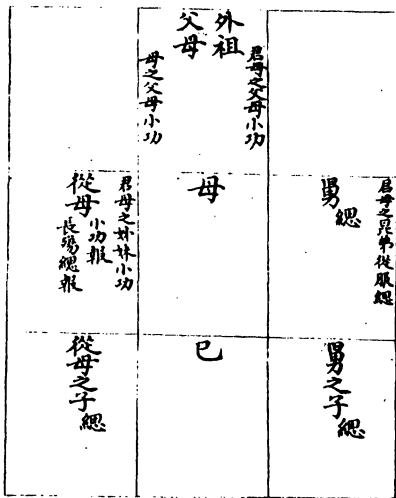 外祖
父母
君母之父母小功
母之父母小功
君母之昆弟從服緦
舅
緦
母
君母之姊妹小功
從母
小功報
長殤緦報
舅之子
緦
己
從母之子
緦